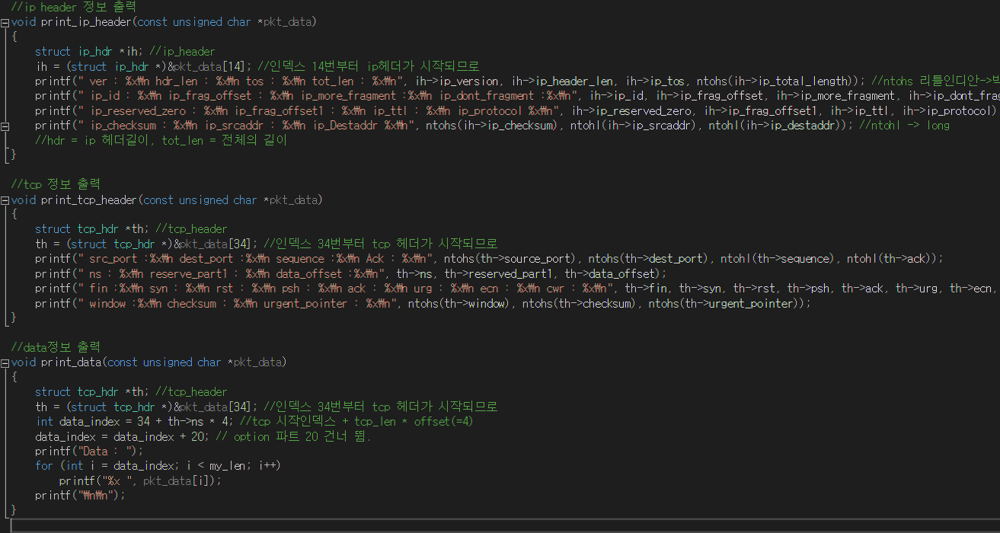 //ip header 정보 출력
void print_ip_header(const unsigned char *pkt_data)
{
struct ip_hdr *ih; //ip_header
ih = (struct ip_hdr *)&pkt_data[14]; //인덱스 14번부터 ip헤더가 시작되므로
printf(" ver : %x₩n hdr_len : %x₩n tos : %x₩n tot_len : %x₩n", ih->ip_version, ih->ip_header_len, ih->ip_tos, ntohs(ih->ip_total_length)); //ntohs 리틀인디안->빅
printf(" ip_id : %x₩n ip_frag_offset : %x₩n ip_more_fragment :%x₩n ip_dont_fragment :%x₩n", ih->ip_id, ih->ip_frag_offset, ih->ip_more_fragment, ih->ip_dont_frag
printf(" ip_reserved_zero : %x₩n ip_frag_offset1 : %x₩n ip_ttl : %x₩n ip_protocol %x₩n", ih->ip_reserved_zero, ih->ip_frag_offset1, ih->ip_ttl, ih->ip_protocol)
printf(" ip_checksum : %x₩n ip_srcaddr : %x₩n ip_Destaddr %x₩n", ntohs(ih->ip_checksum), ntohl(ih->ip_srcaddr), ntohl(ih->ip_destaddr)); //ntohl -> long
//hdr = ip 헤더길이, tot_len = 전체의 길이
}
//tcp 정보 출력
void print_tcp_header(const unsigned char *pkt_data)
{
struct tcp_hdr *th; //tcp_header
th = (struct tcp_hdr *)&pkt_data[34]; //인덱스 34번부터 tcp 헤더가 시작되므로
printf(" src_port :%x₩n dest_port :%x₩n sequence :%x₩n Ack : %x₩n", ntohs(th->source_port), ntohs(th->dest_port), ntohl(th->sequence), ntohl(th->ack));
printf(" ns : %x₩n reserve_part1 : %x₩n data_offset :%x₩n", th->ns, th->reserved_part1, th->data_offset);
printf(" fin :%x₩n syn : %x₩n rst : %x₩n psh : %x₩n ack : %x₩n urg : %x₩n ecn : %x₩n cwr : %x₩n", th->fin, th->syn, th->rst, th->psh, th->ack, th->urg, th->ecn,
printf(" window :%x₩n checksum : %x₩n urgent_pointer : %x₩n", ntohs(th->window), ntohs(th->checksum), ntohs(th->urgent_pointer));
}
//data정보 출력
void print_data(const unsigned char *pkt_data)
{
struct tcp_hdr *th; //tcp_header
th = (struct tcp_hdr *)&pkt_data[34]; //인덱스 34번부터 tcp 헤더가 시작되므로
int data_index = 34 + th->ns * 4; //tcp 시작인덱스 + tcp_len * offset(=4)
data_index = data_index + 20; // option 파트 20 건너 뜀.
printf("Data : ");
for (int i = data_index; i < my_len; i++)
printf("%x ", pkt_data[i]);
printf("₩n₩n");
}